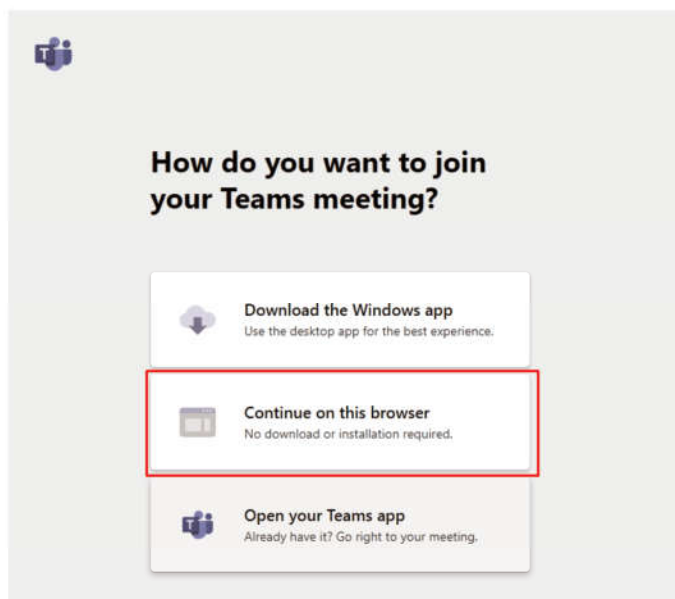 How do you want to join
your Teams meeting?
Download the Windows app
Use the desktop app for the best experience.
Continue on this browser
No download or installation required.
Open your Teams app
Already have it? Go right to your meeting.